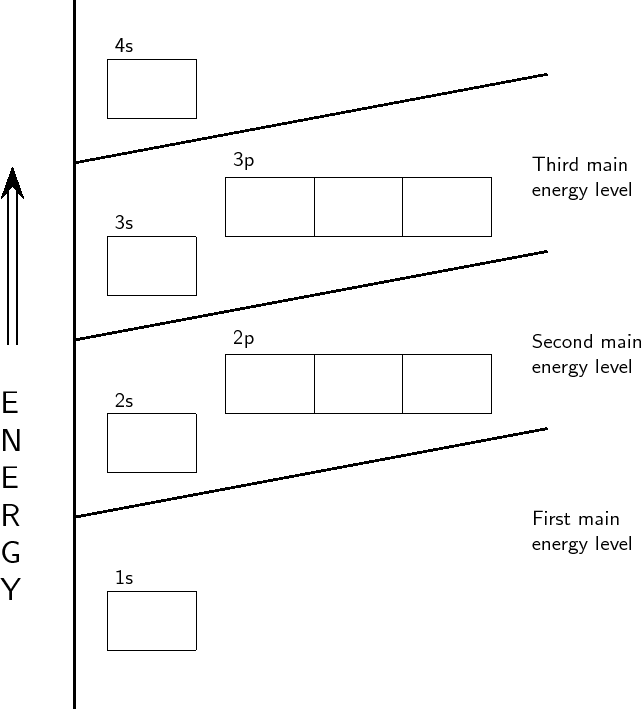 4s
3p
Third main
energy level
3s
2p
Second main
energy level
2s
First main
energy level
1s
E
N
E
R
G
Y